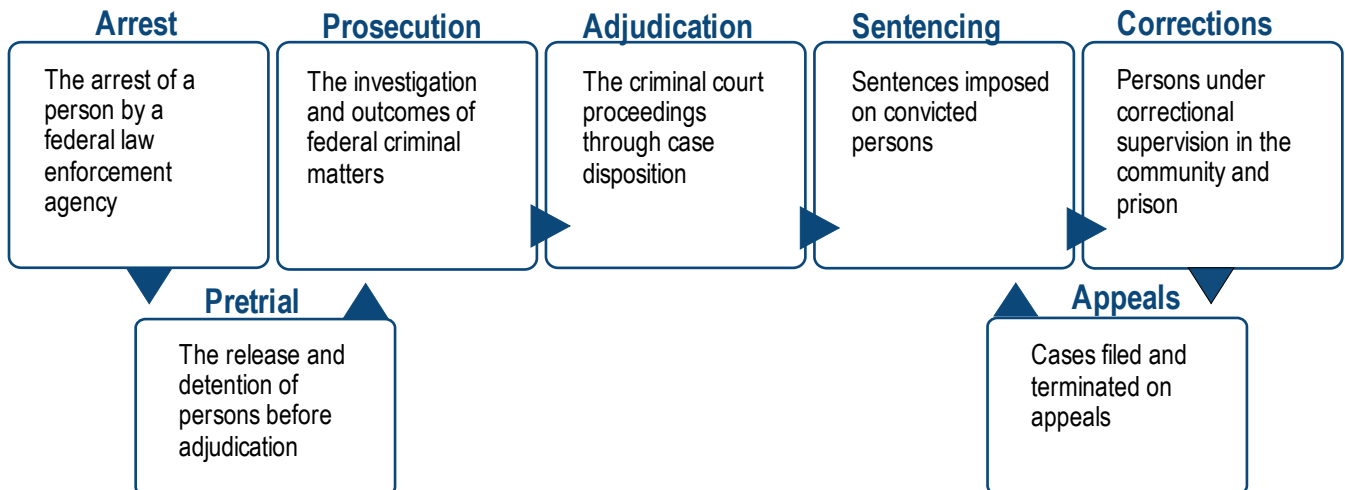 Arrest
The arrest of a
person by a
federal law
enforcement
agency
Prosecution
The investigation
and outcomes of
federal criminal
matters
Adjudication
The criminal court
proceedings
through case
disposition
Sentencing
Sentences imposed
on convicted
persons
Corrections
Persons under
correctional
supervision in the
community and
prison
Pretrial
The release and
detention of
persons before
adjudication
Appeals
Cases filed and
terminated on
appeals